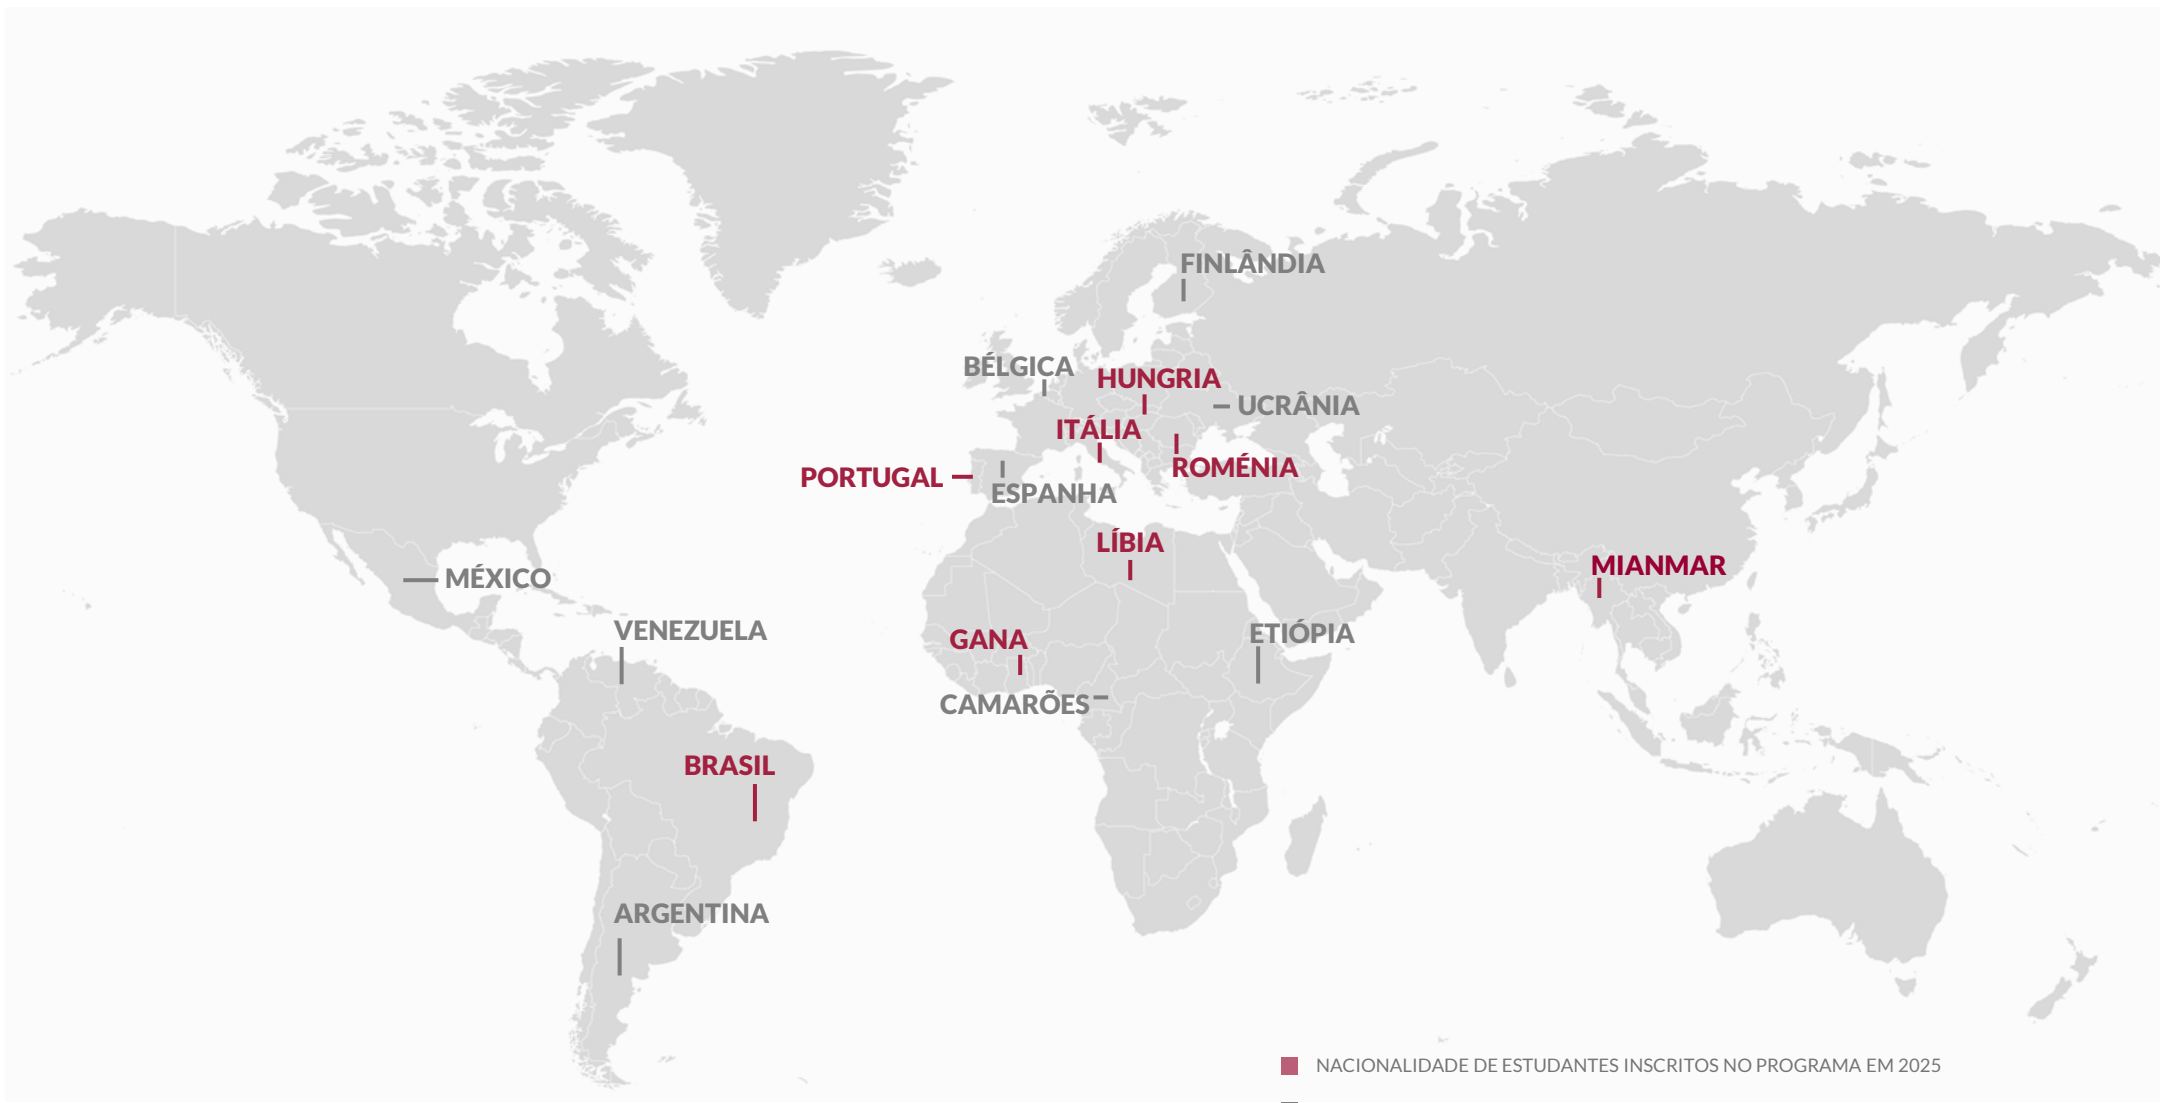 FINLÂNDIA
BÉLGICA
HUNGRIA
UCRÂNIA
ITÁLIA
ROMÉNIA
PORTUGAL
ESPANHA
LÍBIA
MIANMAR
MÉXICO
VENEZUELA
GANA
ETIÓPIA
CAMARÕES
BRASIL
ARGENTINA
NACIONALIDADE DE ESTUDANTES INSCRITOS NO PROGRAMA EM 2025